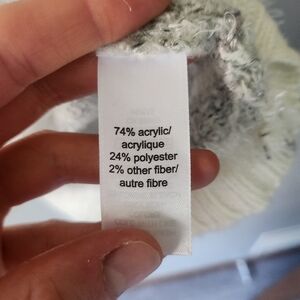 74% acrylic/
acrylique
24% polyester
2% other fiber/
autre fibre